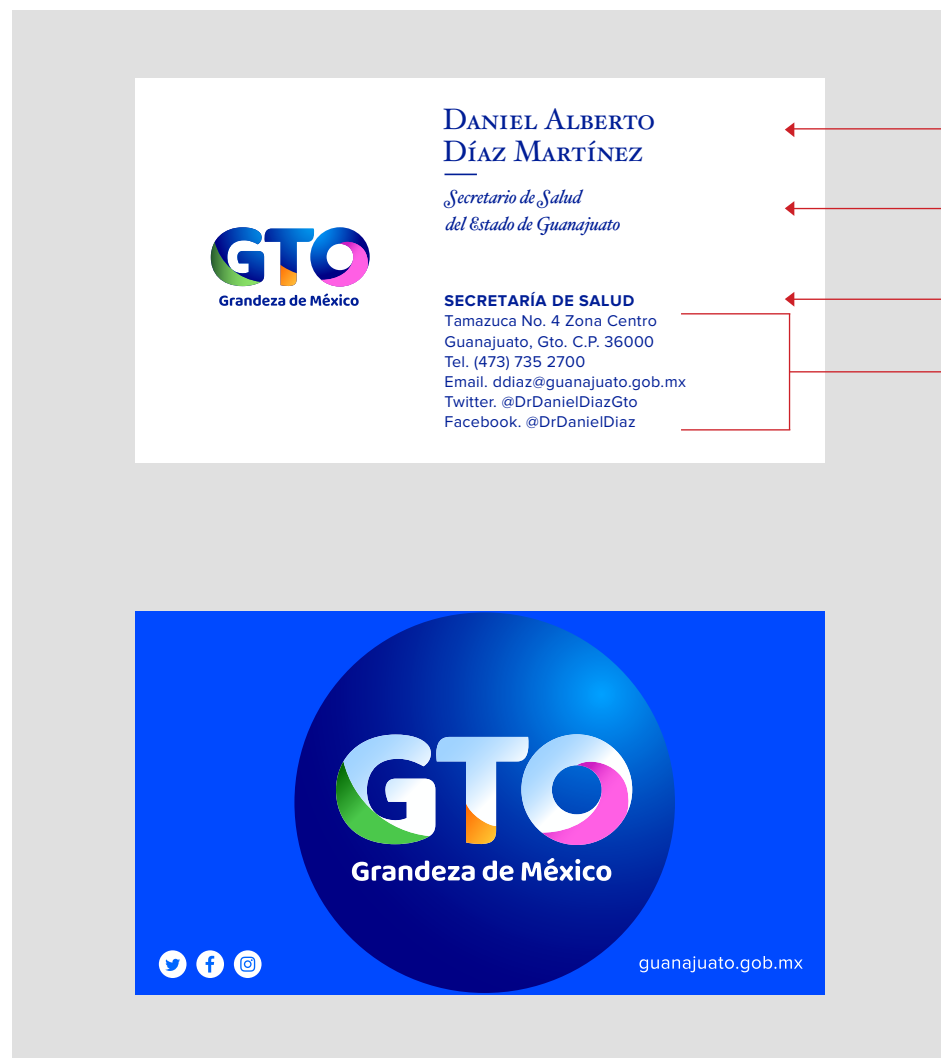 Daniel Alberto
Díaz Martínez
Secretario de Salud
del Estado de Guanajuato
GTO
Grandeza de México
SECRETARÍA DE SALUD
Tamazuca No. 4 Zona Centro
Guanajuato, Gto. C.P. 36000
Tel. (473) 735 2700
Email. ddiaz@guanajuato.gob.mx
Twitter. @DrDanielDiazGto
Facebook. @DrDanielDiaz
GTO
Grandeza de México
guanajuato.gob.mx